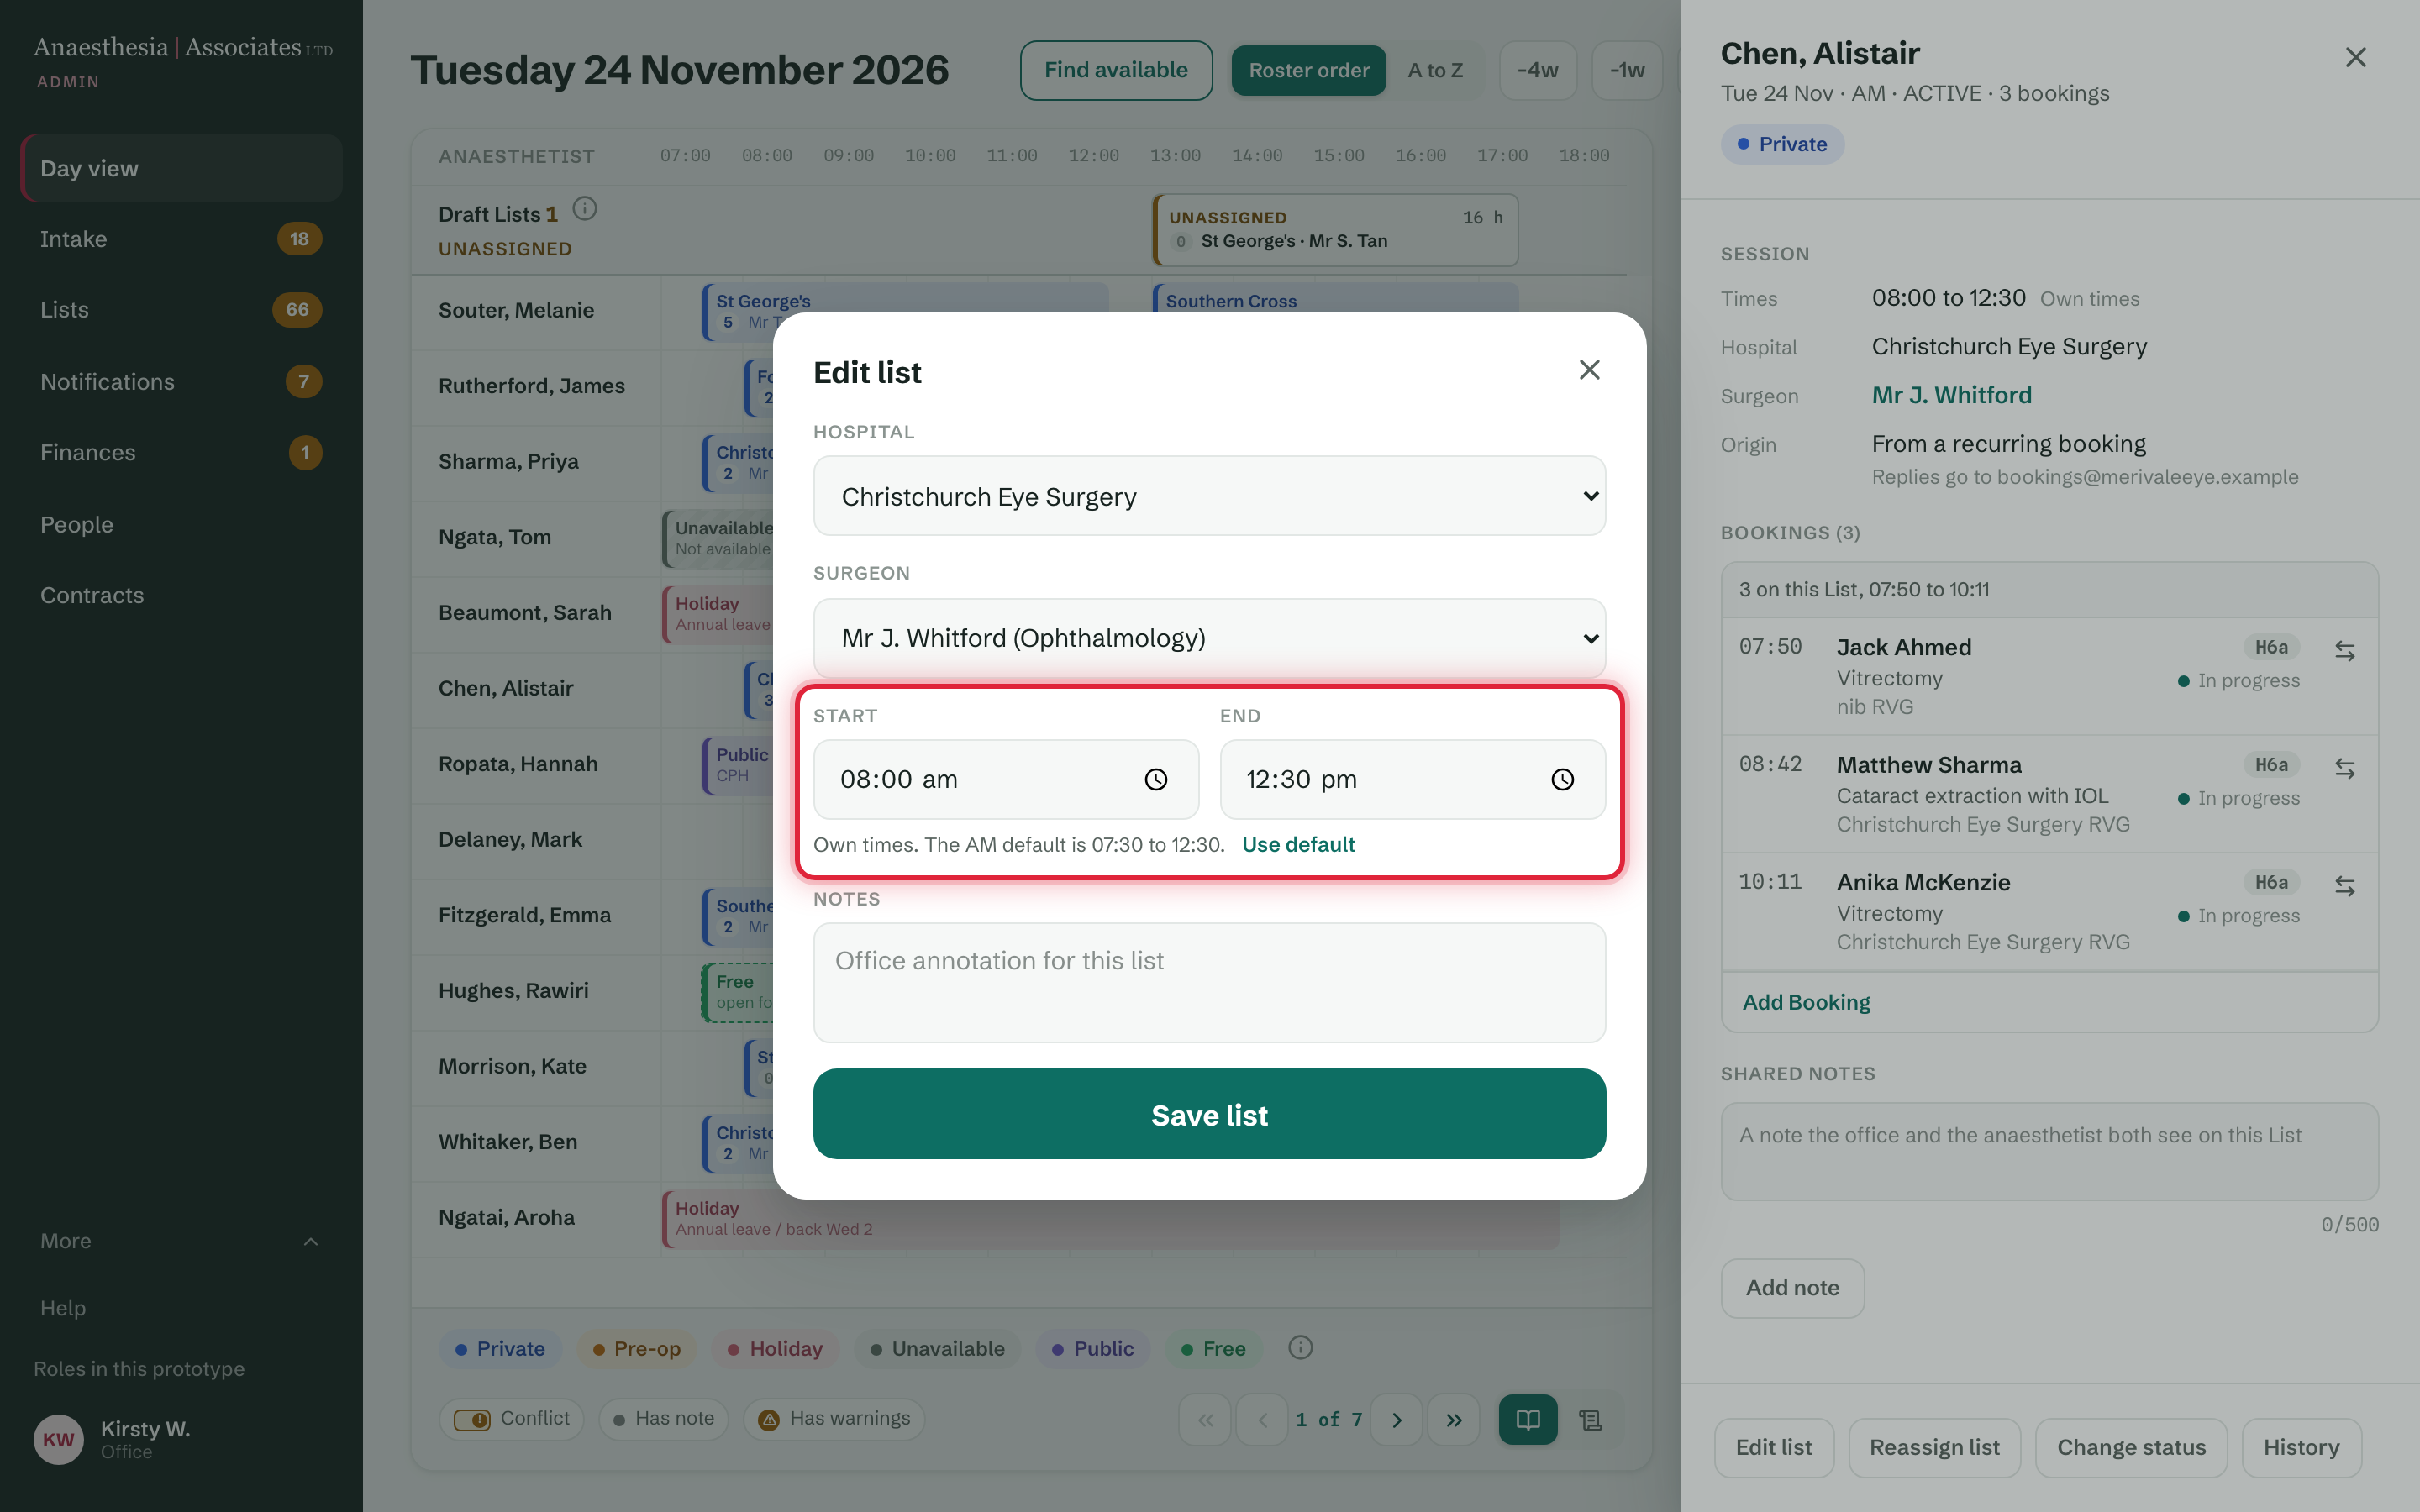 Anaesthesia | Associates LTD
ADMIN
Day view
Intake 18
Lists 66
Notifications 7
Finances 1
People
Contracts
More
Help
Roles in this prototype
KW
Kirsty W.
Office
Tuesday 24 November 2026
Find available
Roster order
A to Z
-4w
-1w
ANAESTHETIST 07:00 08:00 09:00 10:00 11:00 12:00 13:00 14:00 15:00 16:00 17:00 18:00
Draft Lists 1
UNASSIGNED
UNASSIGNED 16 h
0 St George's · Mr S. Tan
Souter, Melanie
St George's
5 Mr
Southern Cross
Rutherford, James
2
Sharma, Priya
2 Mr
Ngata, Tom
Unavailable
Not available
Beaumont, Sarah
Holiday
Annual leave
Chen, Alistair
3
Ropata, Hannah
Public
CPH
Delaney, Mark
Fitzgerald, Emma
2 Mr
Hughes, Rawiri
Free
open
Morrison, Kate
0
Whitaker, Ben
2 Mr
Ngatai, Aroha
Holiday
Annual leave / back Wed 2
Private
Pre-op
Holiday
Unavailable
Public
Free
Conflict
Has note
Has warnings
1 of 7
Edit list
HOSPITAL
Christchurch Eye Surgery
SURGEON
Mr J. Whitford (Ophthalmology)
START END
08:00 am 12:30 pm
Own times. The AM default is 07:30 to 12:30. Use default
NOTES
Office annotation for this list
Save list
Chen, Alistair
Tue 24 Nov · AM · ACTIVE · 3 bookings
Private
SESSION
Times 08:00 to 12:30 Own times
Hospital Christchurch Eye Surgery
Surgeon Mr J. Whitford
Origin From a recurring booking
Replies go to bookings@merivaleeye.example
BOOKINGS (3)
3 on this List, 07:50 to 10:11
07:50 Jack Ahmed H6a
Vitrectomy In progress
nib RVG
08:42 Matthew Sharma H6a
Cataract extraction with IOL In progress
Christchurch Eye Surgery RVG
10:11 Anika McKenzie H6a
Vitrectomy In progress
Christchurch Eye Surgery RVG
Add Booking
SHARED NOTES
A note the office and the anaesthetist both see on this List
0/500
Add note
Edit list
Reassign list
Change status
History